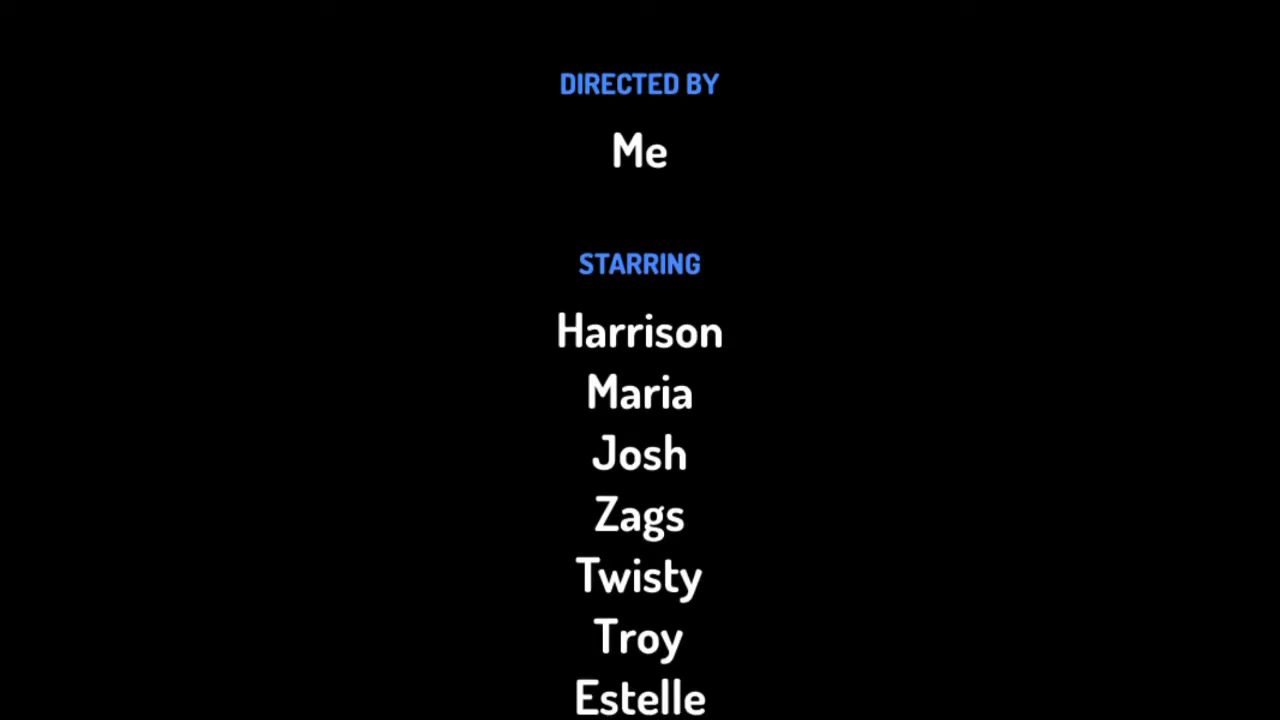 DIRECTED BY
Me
STARRING
Harrison
Maria
Josh
Zags
Twisty
Troy
Estelle